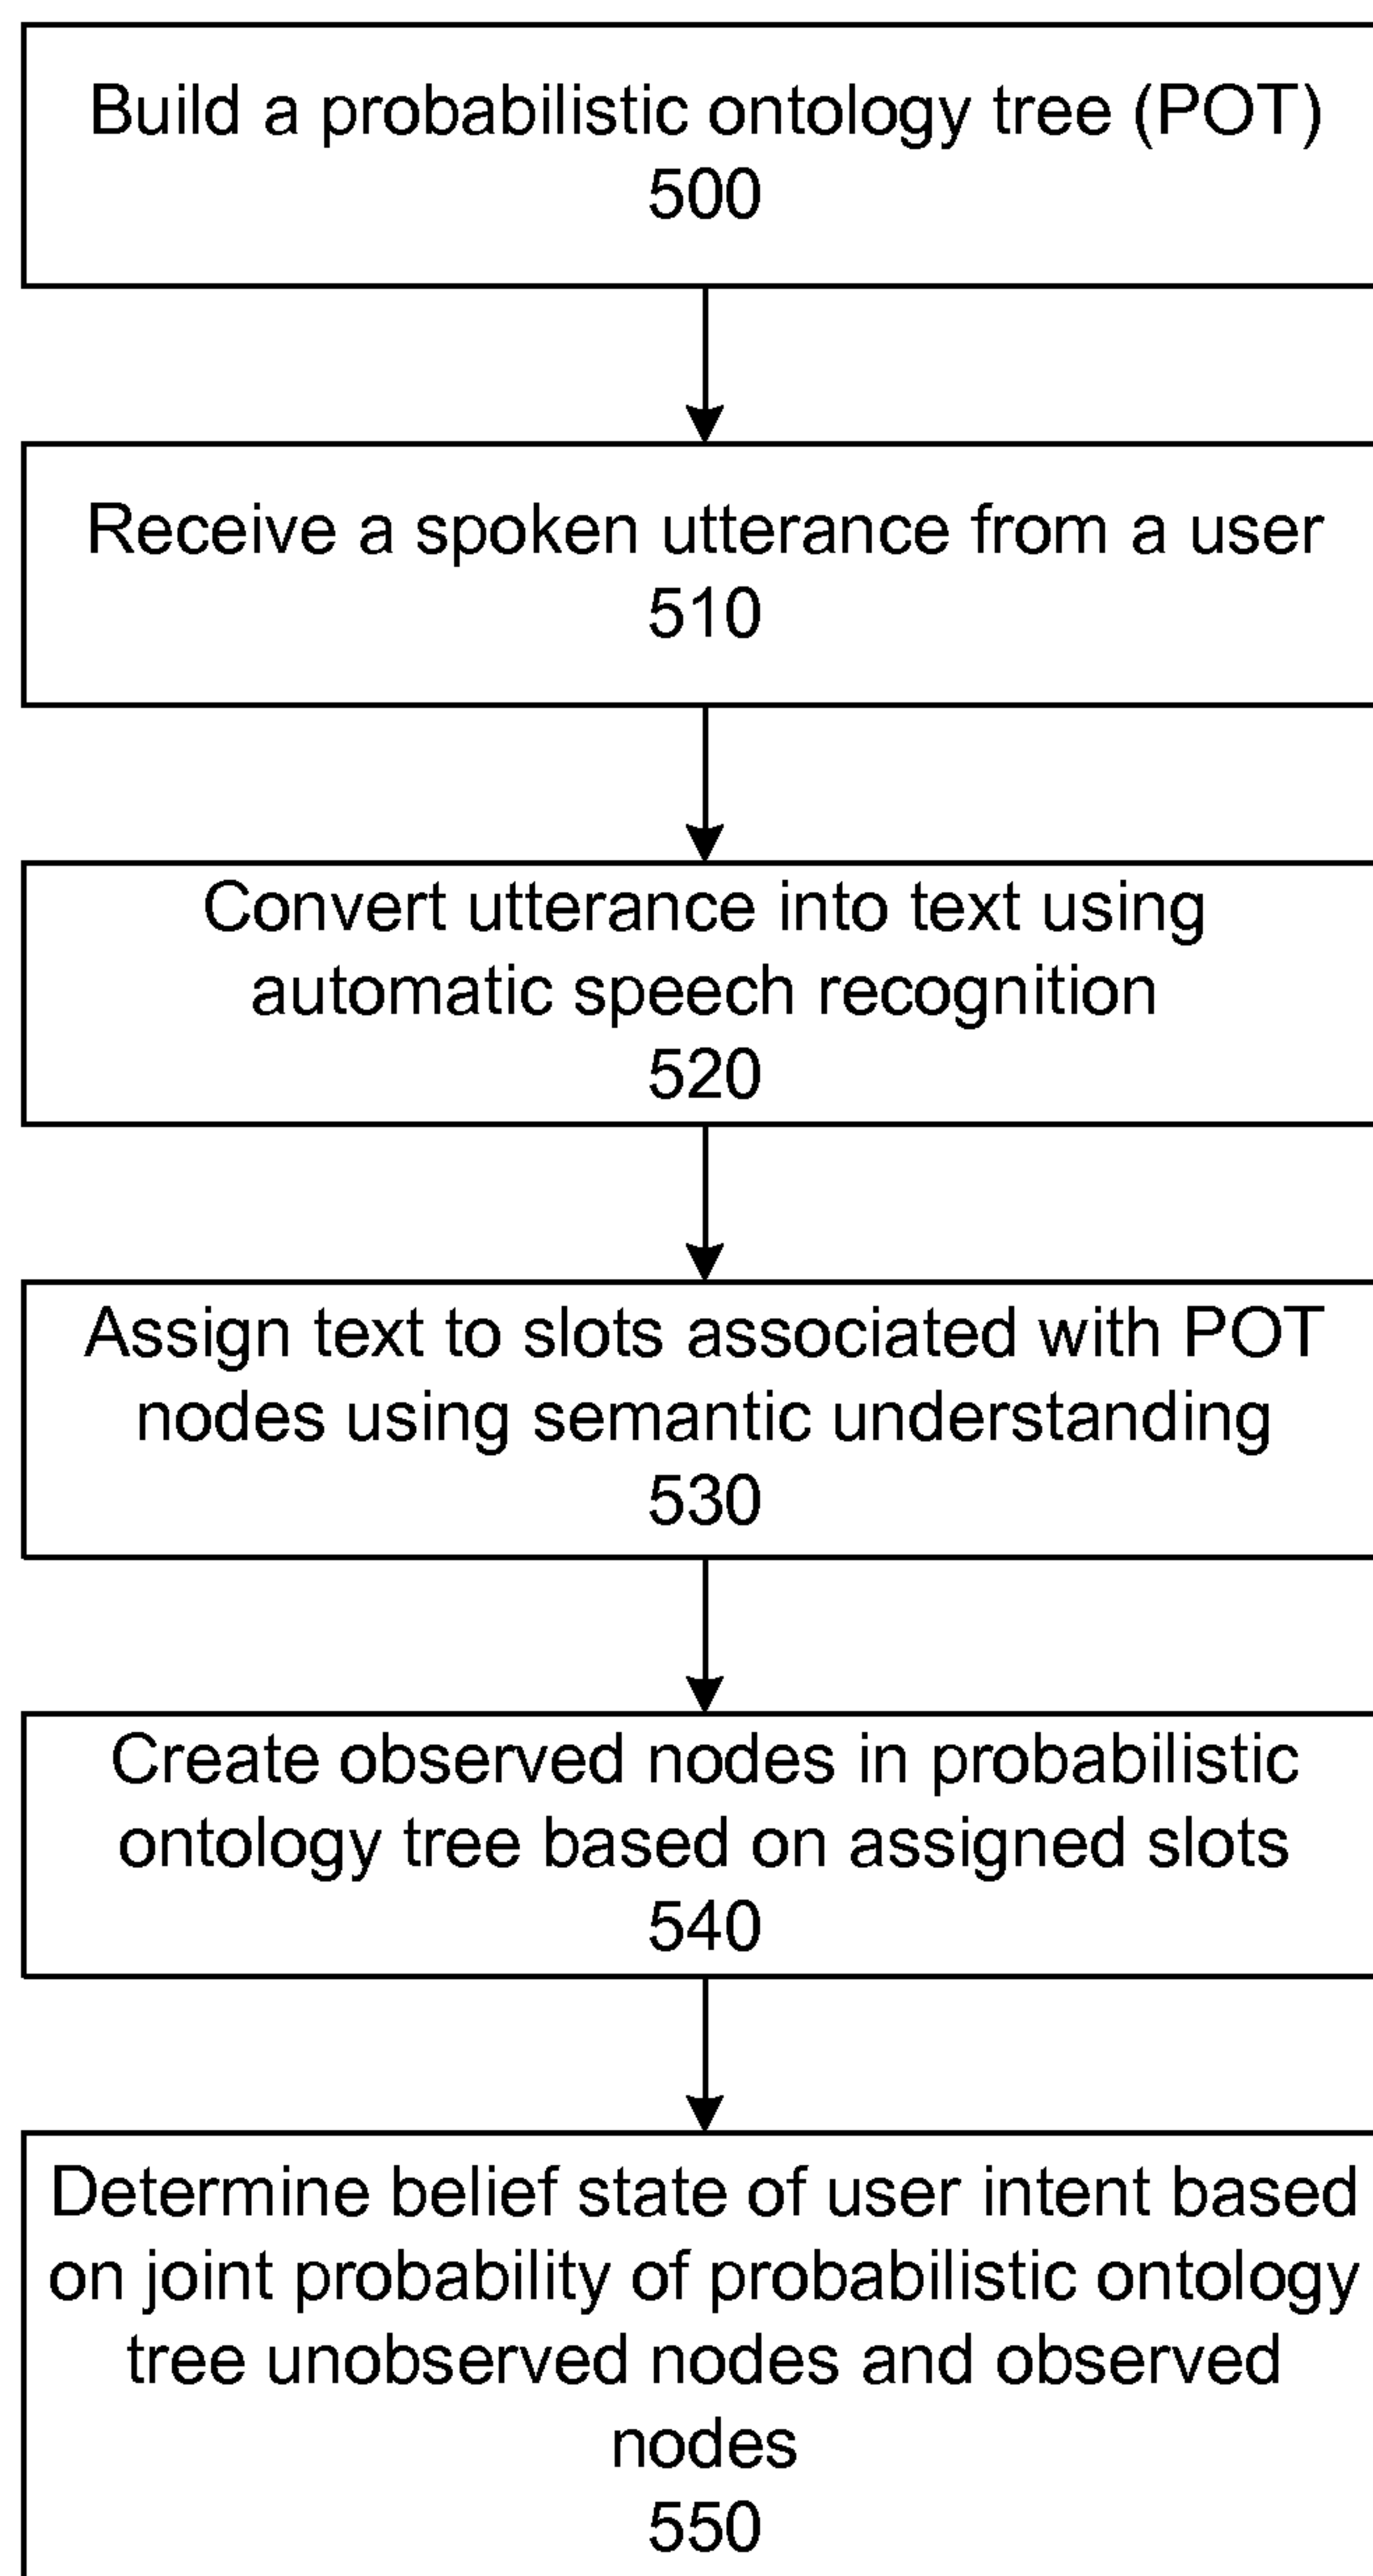 Build a probabilistic ontology tree (POT)
500
Receive a spoken utterance from a user
510
Convert utterance into text using
automatic speech recognition
520
Assign text to slots associated with POT
nodes using semantic understanding
530
Create observed nodes in probabilistic
ontology tree based on assigned slots
540
Determine belief state of user intent based
on joint probability of probabilistic ontology
tree unobserved nodes and observed
nodes
550